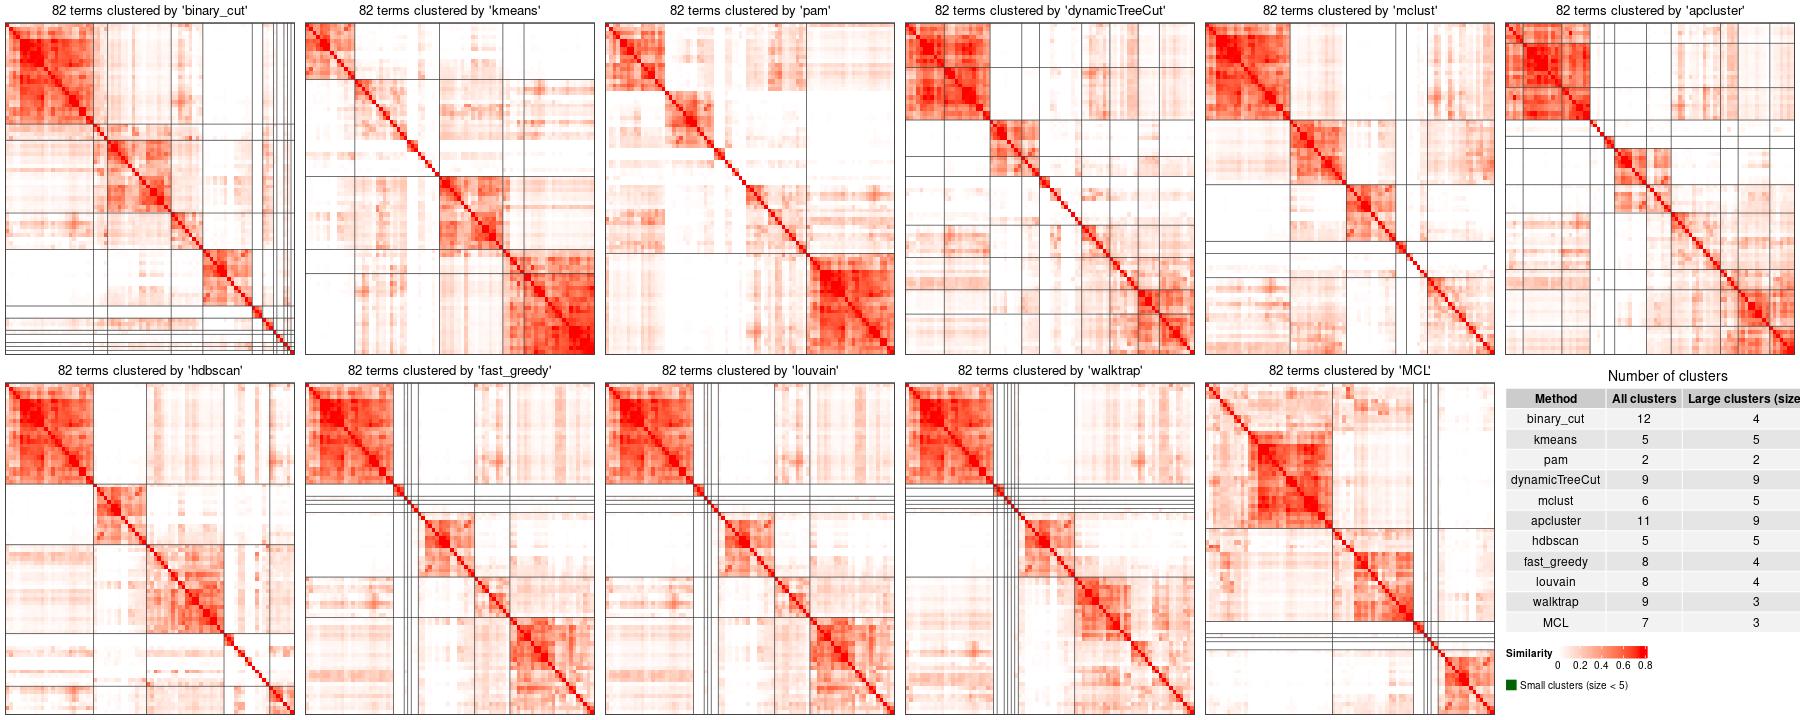 82 terms clustered by 'binary_cut'
82 terms clustered by 'kmeans'
82 terms clustered by 'pam'
82 terms clustered by 'dynamicTreeCut'
82 terms clustered by 'mclust'
82 terms clustered by 'apcluster'
82 terms clustered by 'hdbscan'
82 terms clustered by 'fast_greedy'
82 terms clustered by 'louvain'
82 terms clustered by 'walktrap'
82 terms clustered by 'MCL'
Number of clusters
Method All clusters Large clusters (size
binary_cut 12 4
kmeans 5 5
pam 2 2
dynamicTreeCut 9 9
mclust 6 5
apcluster 11 9
hdbscan 5 5
fast_greedy 8 4
louvain 8 4
walktrap 9 3
MCL 7 3
Similarity
0 0.2 0.4 0.6 0.8
Small clusters (size < 5)